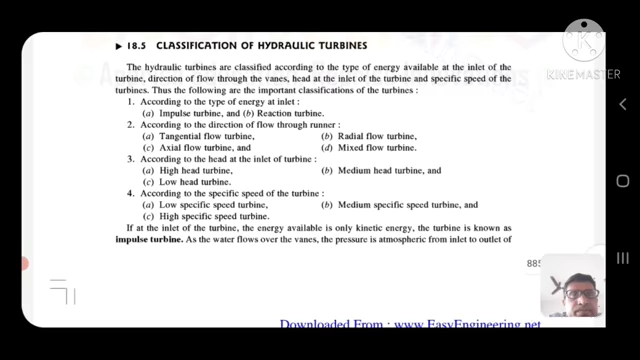 ▶ 18.5 CLASSIFICATION OF HYDRAULIC TURBINES
KINEMASTER
The hydraulic turbines are classified according to the type of energy available at the inlet of the
turbine, direction of flow through the vanes, head at the inlet of the turbine and specific speed of the
turbines. Thus the following are the important classifications of the turbines :
1. According to the type of energy at inlet :
(a) Impulse turbine, and (b) Reaction turbine.
2. According to the direction of flow through runner :
(a) Tangential flow turbine, (b) Radial flow turbine,
(c) Axial flow turbine, and (d) Mixed flow turbine.
3. According to the head at the inlet of turbine :
(a) High head turbine, (b) Medium head turbine, and
(c) Low head turbine.
4. According to the specific speed of the turbine :
(a) Low specific speed turbine, (b) Medium specific speed turbine, and
(c) High specific speed turbine.
If at the inlet of the turbine, the energy available is only kinetic energy, the turbine is known as
impulse turbine. As the water flows over the vanes, the pressure is atmospheric from inlet to outlet of
885
Downloaded From : www.EasyEngineering.net